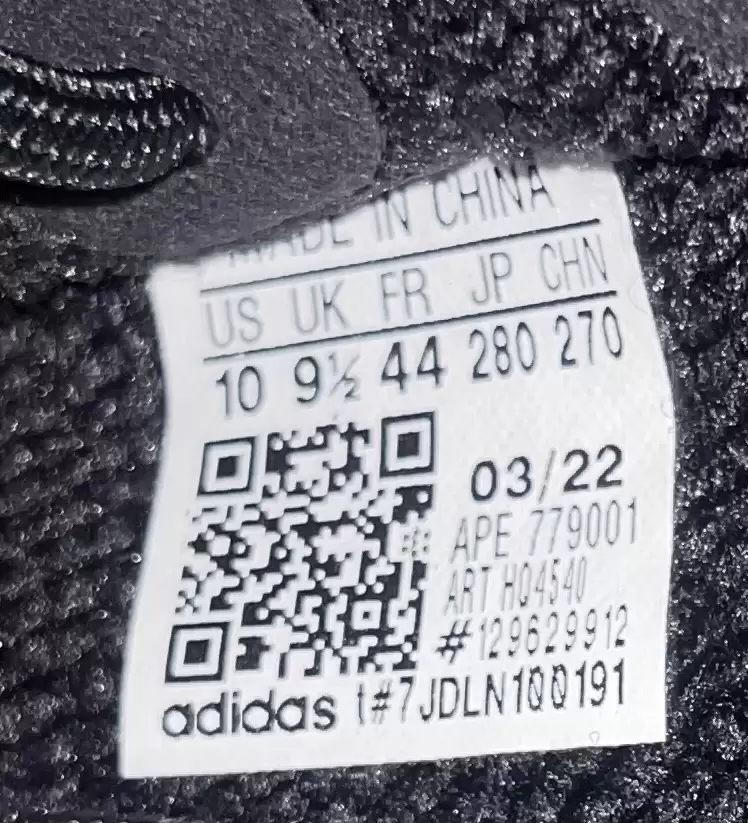 MADE IN CHINA
US UK FR JP CHN
10 9½ 44 280 270
03/22
APE 779001
ART HQ4540
#129629912
adidas t#7JDLN100191